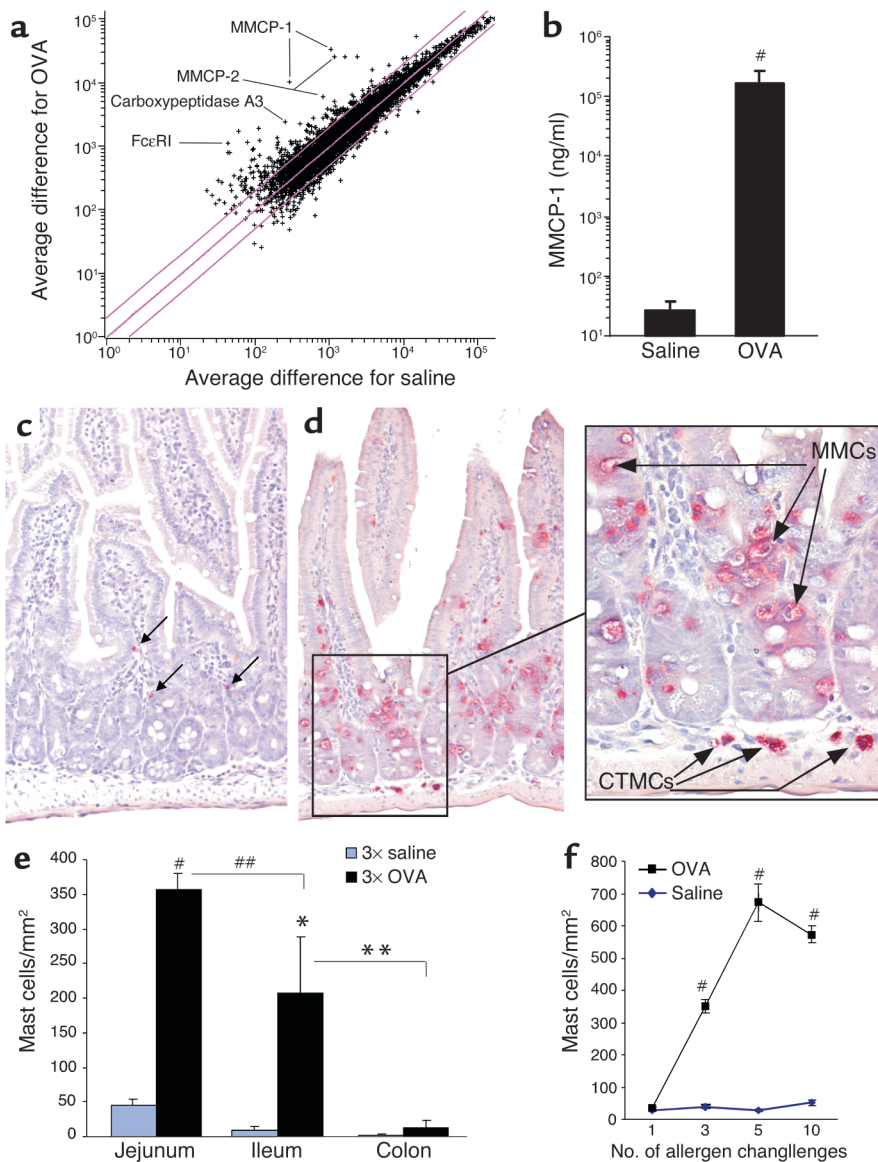 a
Average difference for OVA
10⁵
10⁴
10³
10²
10¹
10⁰
MMCP-1
MMCP-2
Carboxypeptidase A3
FcεRI
10⁰ 10¹ 10² 10³ 10⁴ 10⁵
Average difference for saline
b
MMCP-1 (ng/ml)
10⁶
10⁵
10⁴
10³
10²
10¹
#
Saline OVA
c
d
MMCs
CTMCs
e
Mast cells/mm²
400
350
300
250
200
150
100
50
0
3× saline
3× OVA
# ##
*
**
Jejunum Ileum Colon
f
Mast cells/mm²
800
700
600
500
400
300
200
100
0
OVA
Saline
#
#
#
1 3 5 10
No. of allergen changllenges